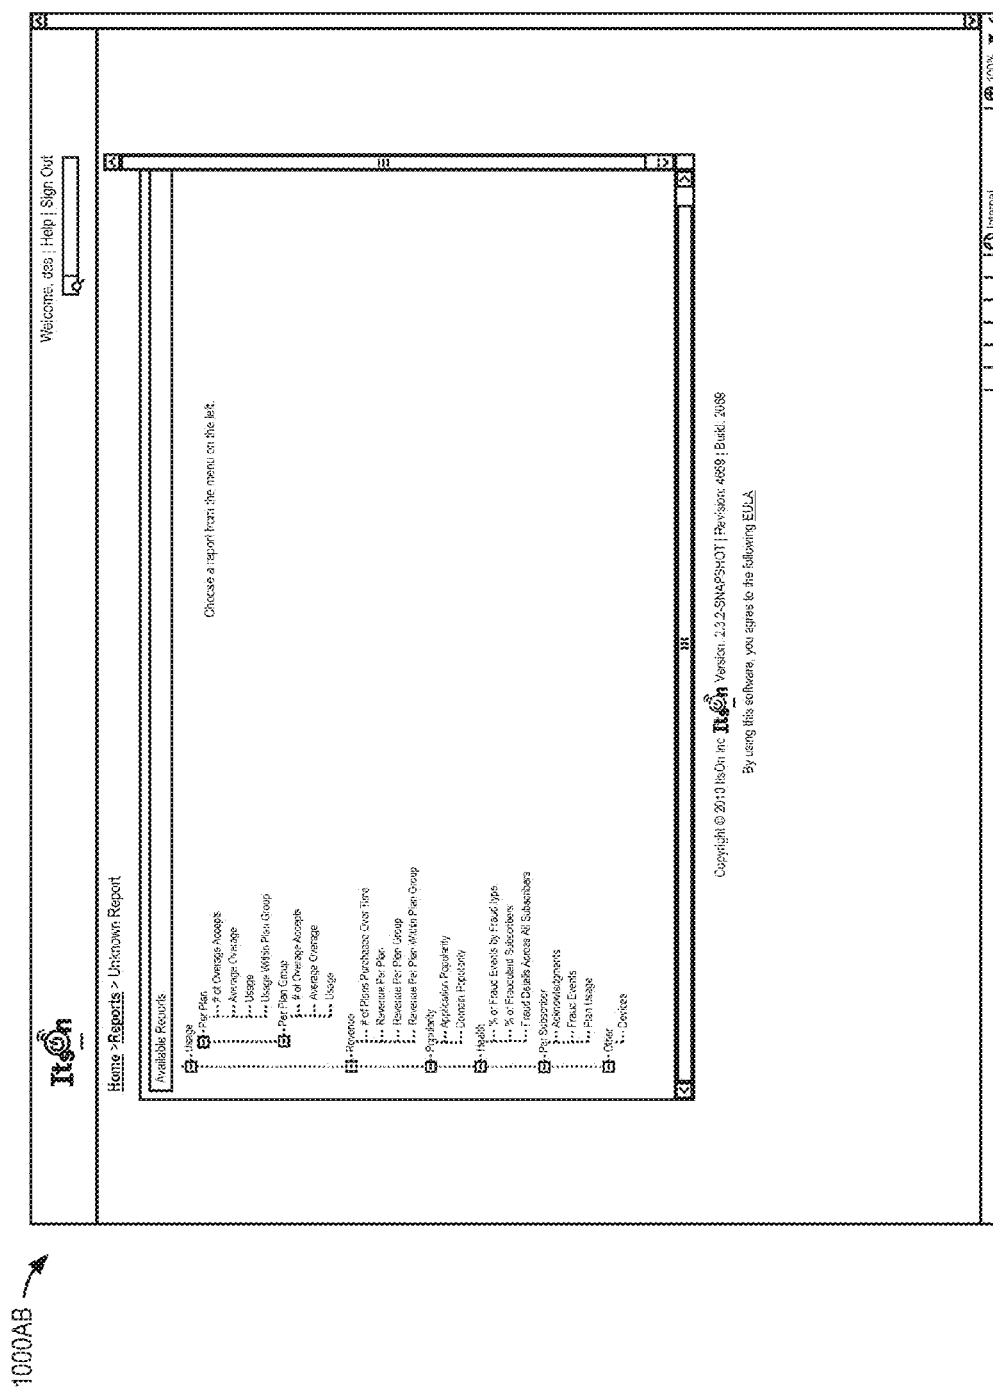 1000AB
ItsOn
Welcome, das | Help | Sign Out
Home > Reports > Unknown Report
Available Reports
Usage
Per Plan
# of Overage Accepts
Average Overage
Usage
Usage Within Plan Group
Per Plan Group
# of Overage Accepts
Average Overage
Usage
Revenue
# of Plans Purchased Over Time
Revenue Per Plan
Revenue Per Plan Group
Revenue Per Plan Within Plan Group
Popularity
Application Popularity
Domain Popularity
Health
% of Fraud Events by Fraud type
% of Fraudulent Subscribers
Fraud Details Across All Subscribers
Per Subscriber
Acknowledgments
Fraud Events
Plan Usage
Other
Devices
Choose a report from the menu on the left.
Copyright © 2010 ItsOn Inc ItsOn Version: 2.3.2-SNAPSHOT | Revision: 4669 | Build: 2069
By using this software, you agree to the following EULA
Internet
100%